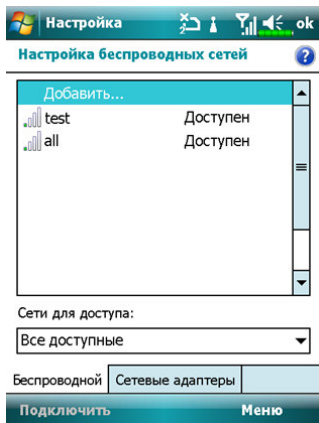 Настройка ok
Настройка беспроводных сетей
Добавить...
test Доступен
all Доступен
Сети для доступа:
Все доступные
Беспроводной Сетевые адаптеры
Подключить Меню